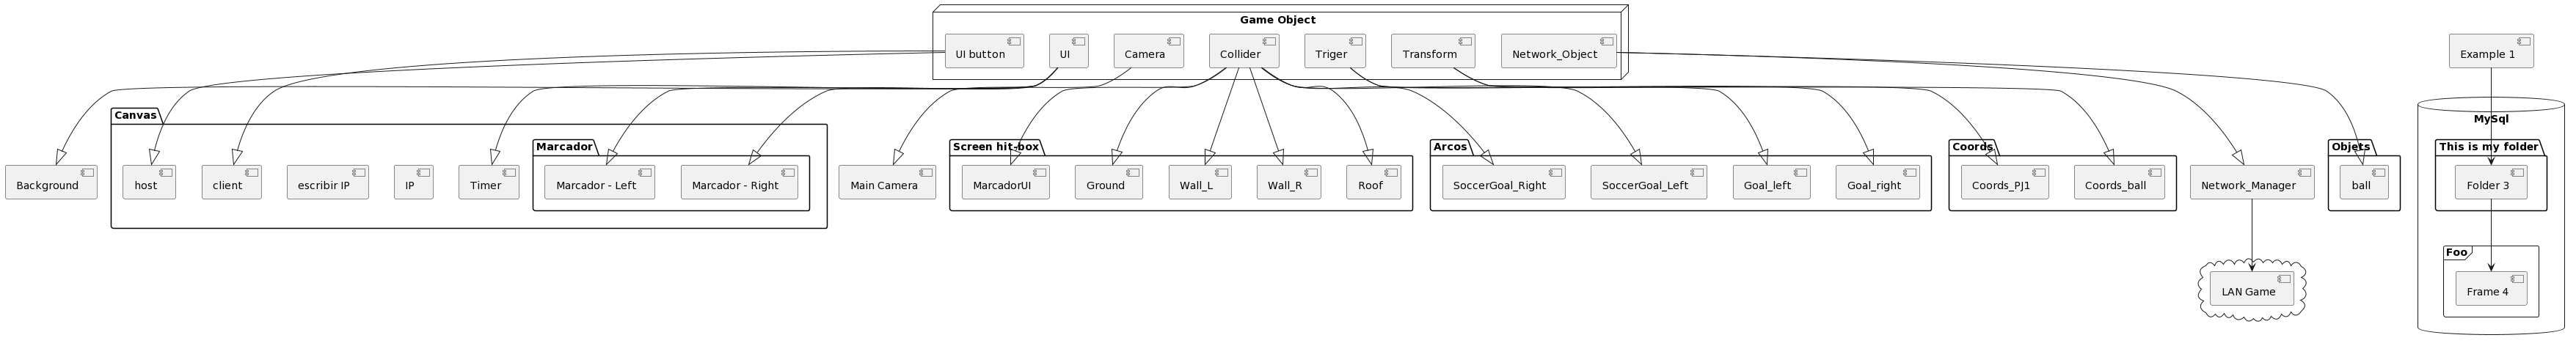 Game Object
UI button
UI
Camera
Collider
Triger
Transform
Network_Object
Example 1
Canvas
MySql
Marcador
Screen hit-box
Arcos
Coords
Objets
This is my folder
Background
host
client
escribir IP
IP
Timer
Marcador - Left
Marcador - Right
Main Camera
MarcadorUI
Ground
Wall_L
Wall_R
Roof
SoccerGoal_Right
SoccerGoal_Left
Goal_left
Goal_right
Coords_PJ1
Coords_ball
Network_Manager
ball
Folder 3
Foo
LAN Game
Frame 4